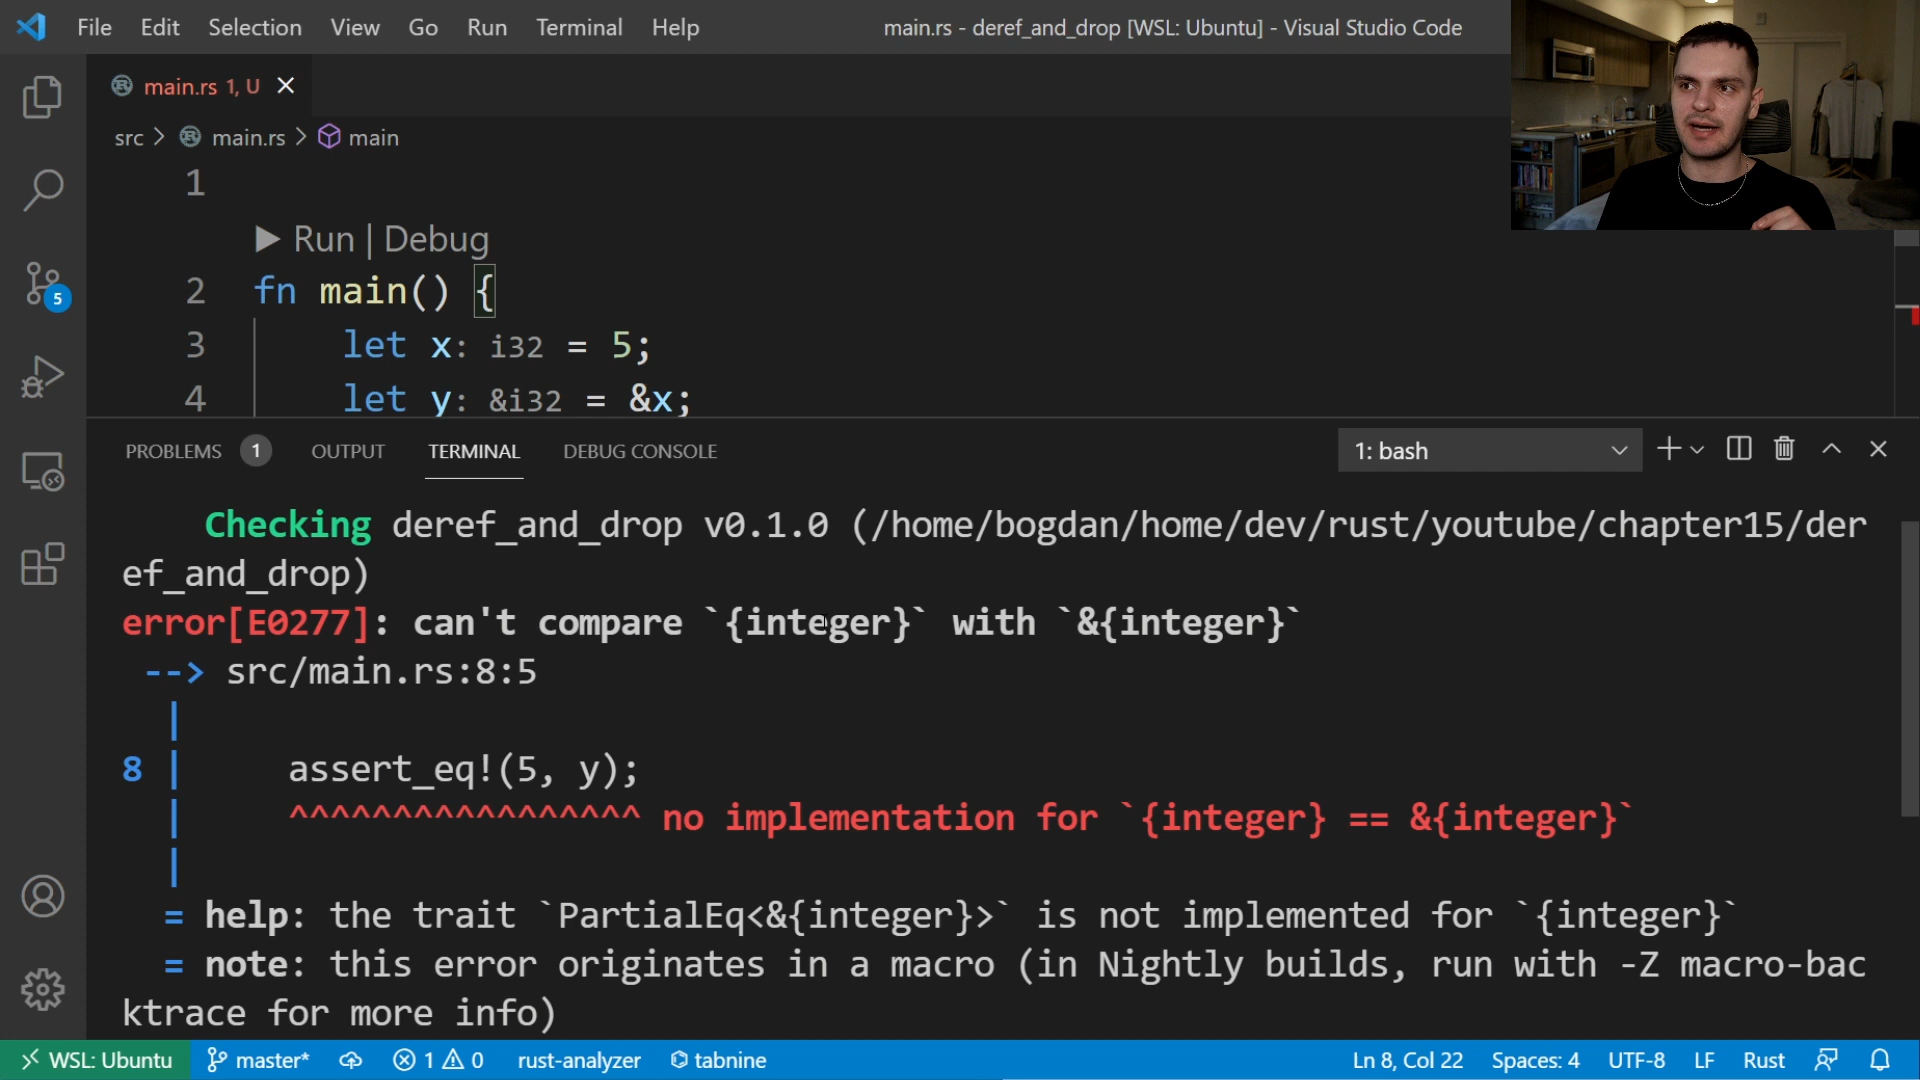 File Edit Selection View Go Run Terminal Help
main.rs - deref_and_drop [WSL: Ubuntu] - Visual Studio Code
main.rs 1, U
src > main.rs > main
1
Run | Debug
2 fn main() {
3 let x: i32 = 5;
4 let y: &i32 = &x;
5
PROBLEMS 1 OUTPUT TERMINAL DEBUG CONSOLE
1: bash
Checking deref_and_drop v0.1.0 (/home/bogdan/home/dev/rust/youtube/chapter15/der
ef_and_drop)
error[E0277]: can't compare `{integer}` with `&{integer}`
--> src/main.rs:8:5
|
8 | assert_eq!(5, y);
| ^^^^^^^^^^^^^^^^^ no implementation for `{integer} == &{integer}`
|
= help: the trait `PartialEq<&{integer}>` is not implemented for `{integer}`
= note: this error originates in a macro (in Nightly builds, run with -Z macro-bac
ktrace for more info)
WSL: Ubuntu master* 1 0 rust-analyzer tabnine
Ln 8, Col 22 Spaces: 4 UTF-8 LF Rust